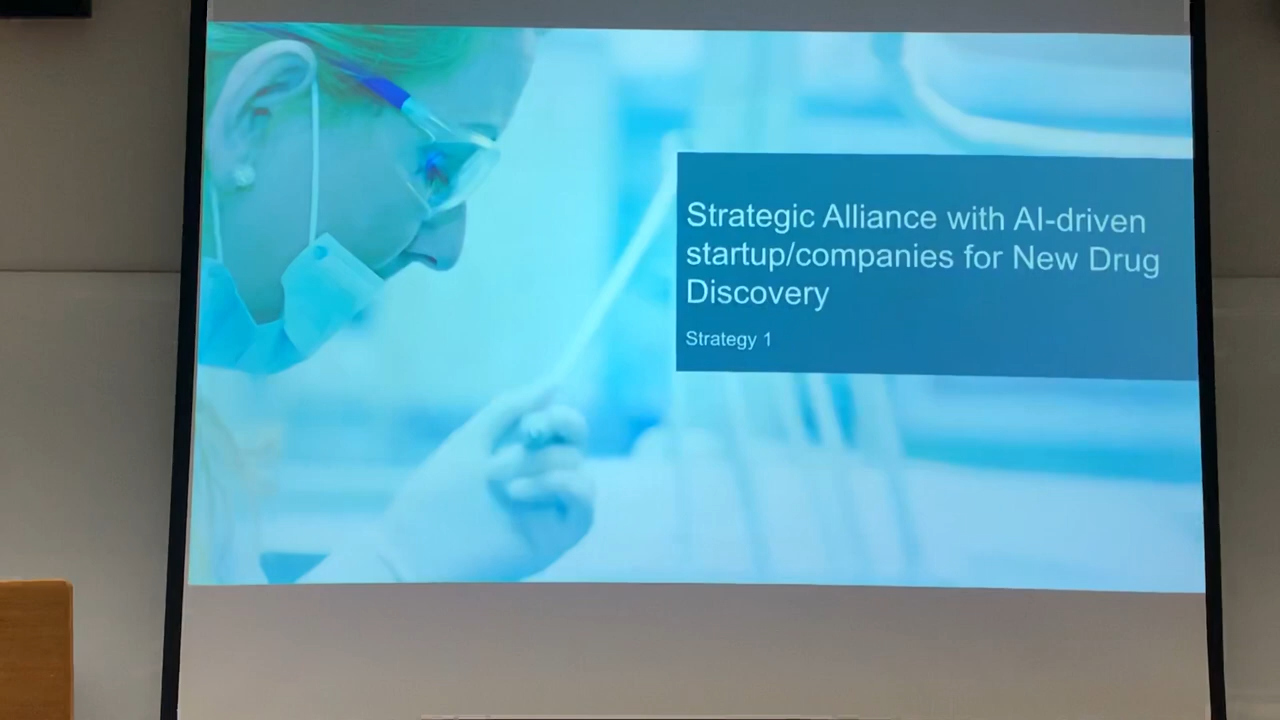 Strategic Alliance with AI-driven
startup/companies for New Drug
Discovery
Strategy 1